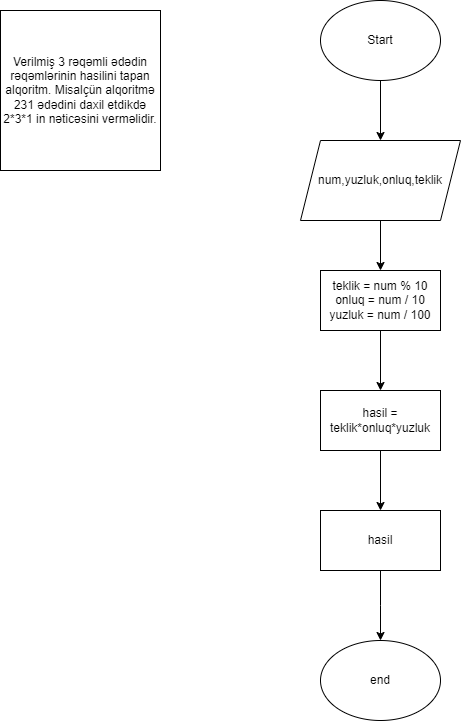 Verilmiş 3 rəqəmli ədədin
rəqəmlərinin hasilini tapan
alqoritm. Misalçün alqoritmə
231 ədədini daxil etdikdə
2*3*1 in nəticəsini verməlidir.
Start
num,yuzluk,onluq,teklik
teklik = num % 10
onluq = num / 10
yuzluk = num / 100
hasil =
teklik*onluq*yuzluk
hasil
end